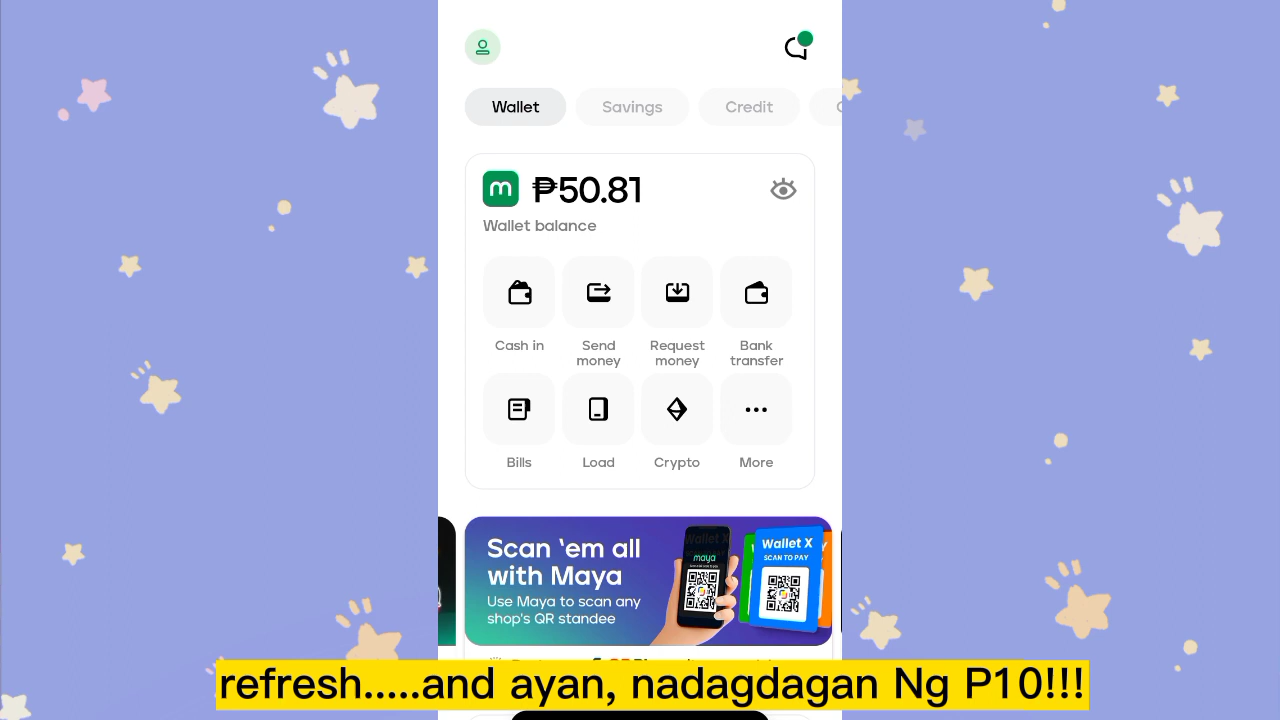 Wallet
Savings
Credit
₱50.81
Wallet balance
Cash in
Send money
Request money
Bank transfer
Bills
Load
Crypto
More
Scan 'em all
with Maya
Use Maya to scan any
shop's QR standee
maya
Wallet X
SCAN TO PAY
refresh.....and ayan, nadagdagan Ng P10!!!